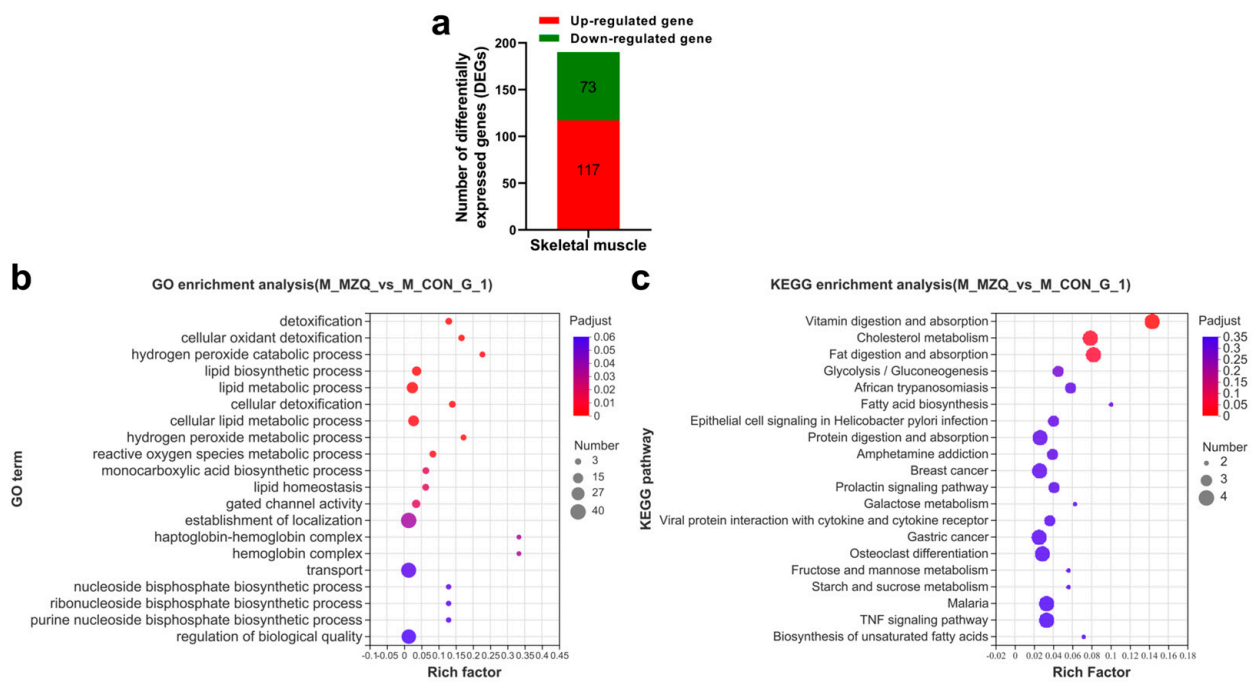 a
Up-regulated gene
Down-regulated gene
Number of differentially
expressed genes (DEGs)
200
150
100
50
0
73
117
Skeletal muscle
b
GO enrichment analysis(M_MZQ_vs_M_CON_G_1)
GO term
detoxification
cellular oxidant detoxification
hydrogen peroxide catabolic process
lipid biosynthetic process
lipid metabolic process
cellular detoxification
cellular lipid metabolic process
hydrogen peroxide metabolic process
reactive oxygen species metabolic process
monocarboxylic acid biosynthetic process
lipid homeostasis
gated channel activity
establishment of localization
haptoglobin-hemoglobin complex
hemoglobin complex
transport
nucleoside bisphosphate biosynthetic process
ribonucleoside bisphosphate biosynthetic process
purine nucleoside bisphosphate biosynthetic process
regulation of biological quality
-0.1 -0.05 0 0.05 0.1 0.15 0.2 0.25 0.3 0.35 0.4 0.45
Rich factor
Padjust
0.06
0.05
0.04
0.03
0.02
0.01
0
Number
3
15
27
40
c
KEGG enrichment analysis(M_MZQ_vs_M_CON_G_1)
KEGG pathway
Vitamin digestion and absorption
Cholesterol metabolism
Fat digestion and absorption
Glycolysis / Gluconeogenesis
African trypanosomiasis
Fatty acid biosynthesis
Epithelial cell signaling in Helicobacter pylori infection
Protein digestion and absorption
Amphetamine addiction
Breast cancer
Prolactin signaling pathway
Galactose metabolism
Viral protein interaction with cytokine and cytokine receptor
Gastric cancer
Osteoclast differentiation
Fructose and mannose metabolism
Starch and sucrose metabolism
Malaria
TNF signaling pathway
Biosynthesis of unsaturated fatty acids
-0.02 0 0.02 0.04 0.06 0.08 0.1 0.12 0.14 0.16 0.18
Rich Factor
Padjust
0.35
0.3
0.25
0.2
0.15
0.1
0.05
0
Number
2
3
4